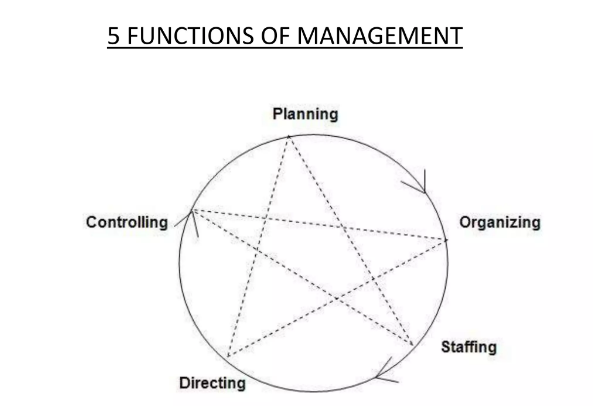 5 FUNCTIONS OF MANAGEMENT
Planning
Controlling
Organizing
Staffing
Directing